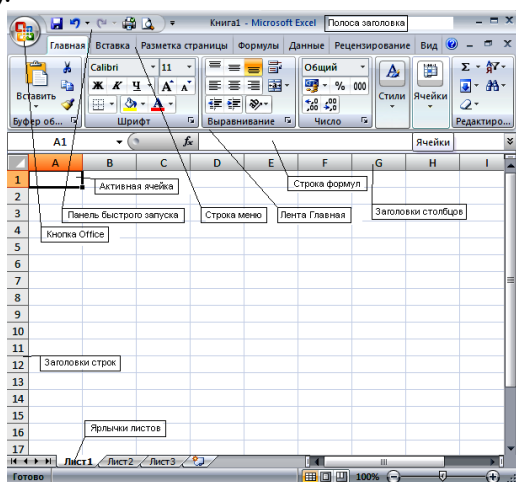 Книга1 - Microsoft Excel Полоса заголовка
Главная Вставка Разметка страницы Формулы Данные Рецензирование Вид
Calibri 11 Общий
Ж К Ч A A % 000
Вставить Стили Ячейки
Буфер об... Шрифт Выравнивание Число Редактиро...
A1 fx Ячейки
A B C D E F G H I
1
Активная ячейка Строка формул
2
3 Панель быстрого запуска Строка меню Лента Главная Заголовки столбцов
4 Кнопка Office
5
6
7
8
9
10
11
12 Заголовки строк
13
14
15
16 Ярлычки листов
17
Лист1 Лист2 Лист3
Готово 100%